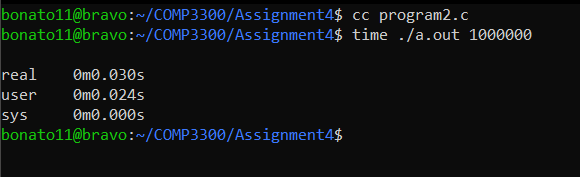 bonato11@bravo:~/COMP3300/Assignment4$ cc program2.c
bonato11@bravo:~/COMP3300/Assignment4$ time ./a.out 1000000
real    0m0.030s
user    0m0.024s
sys     0m0.000s
bonato11@bravo:~/COMP3300/Assignment4$